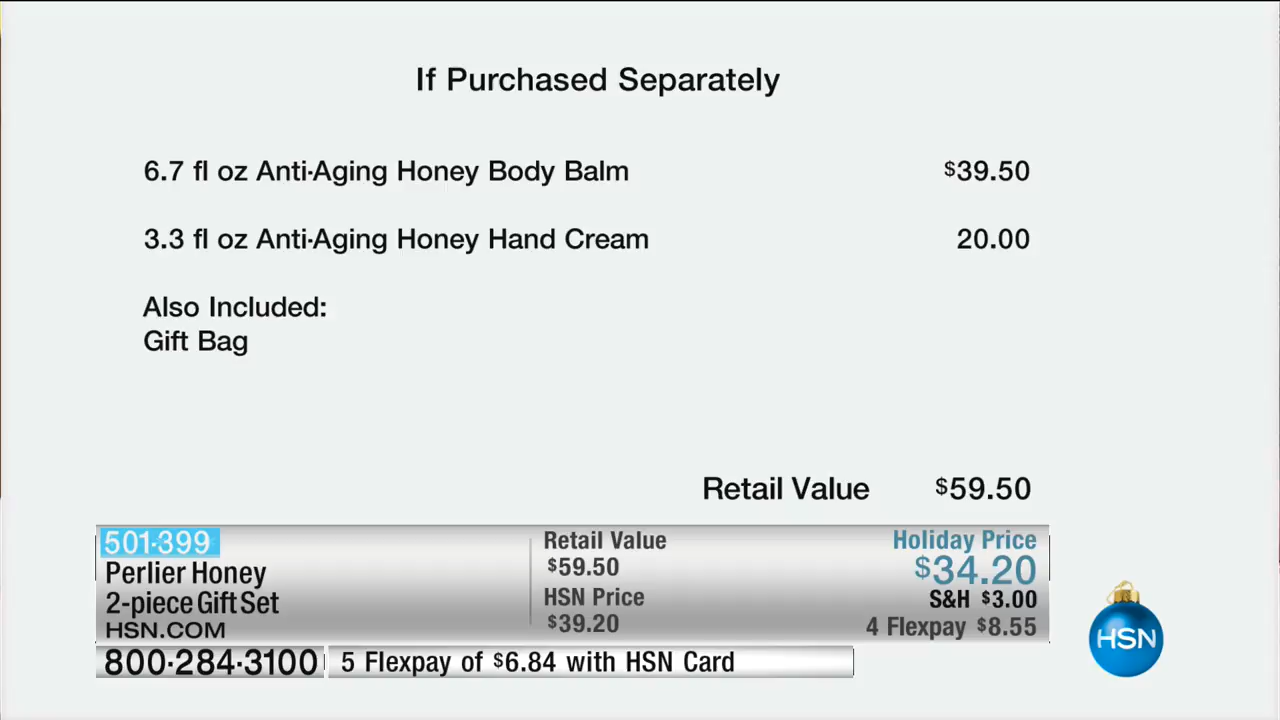 If Purchased Separately
6.7 fl oz Anti-Aging Honey Body Balm $39.50
3.3 fl oz Anti-Aging Honey Hand Cream 20.00
Also Included:
Gift Bag
Retail Value $59.50
501-399
Perlier Honey
2-piece Gift Set
HSN.COM
Retail Value
$59.50
HSN Price
$39.20
Holiday Price
$34.20
S&H $3.00
4 Flexpay $8.55
HSN
800·284·3100
5 Flexpay of $6.84 with HSN Card